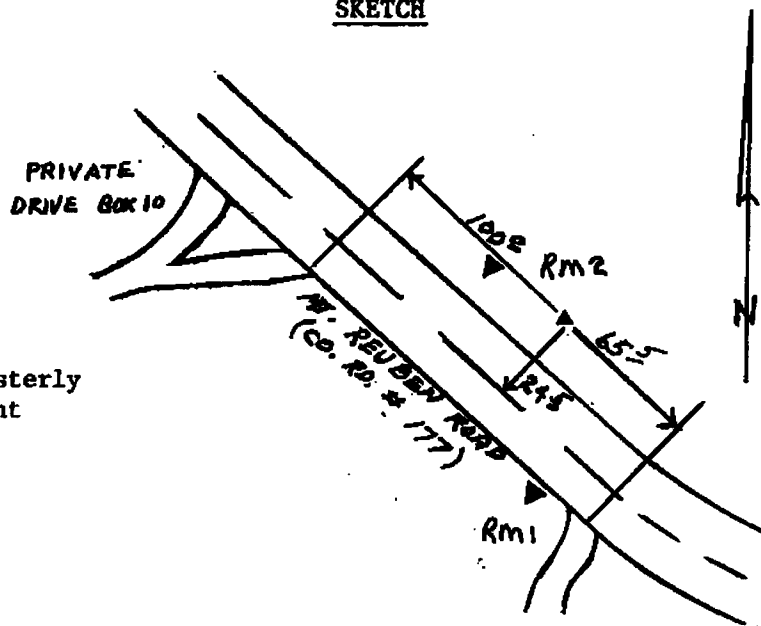 SKETCH
PRIVATE
DRIVE BOX 10
100.8
RM2
65.5
24.5
MT. REUBEN ROAD
(CO. RD. # 177)
sterly
nt
RM1
N